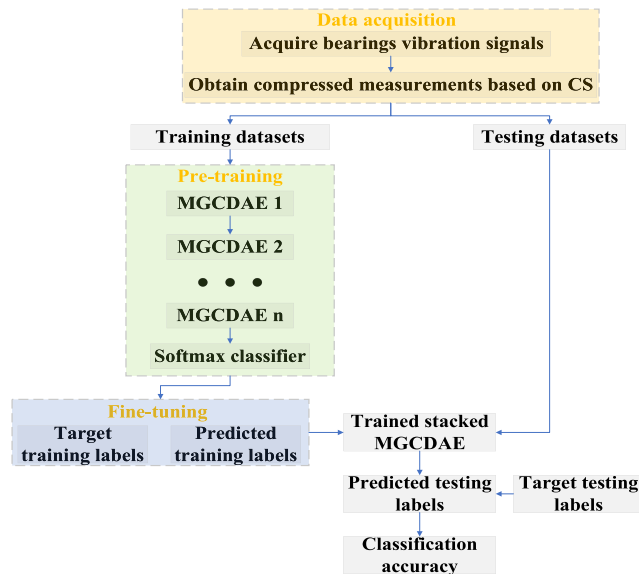 Data acquisition
Acquire bearings vibration signals
Obtain compressed measurements based on CS
Training datasets
Testing datasets
Pre-training
MGCDAE 1
MGCDAE 2
MGCDAE n
Softmax classifier
Fine-tuning
Target
training labels
Predicted
training labels
Trained stacked
MGCDAE
Predicted testing
labels
Target testing
labels
Classification
accuracy